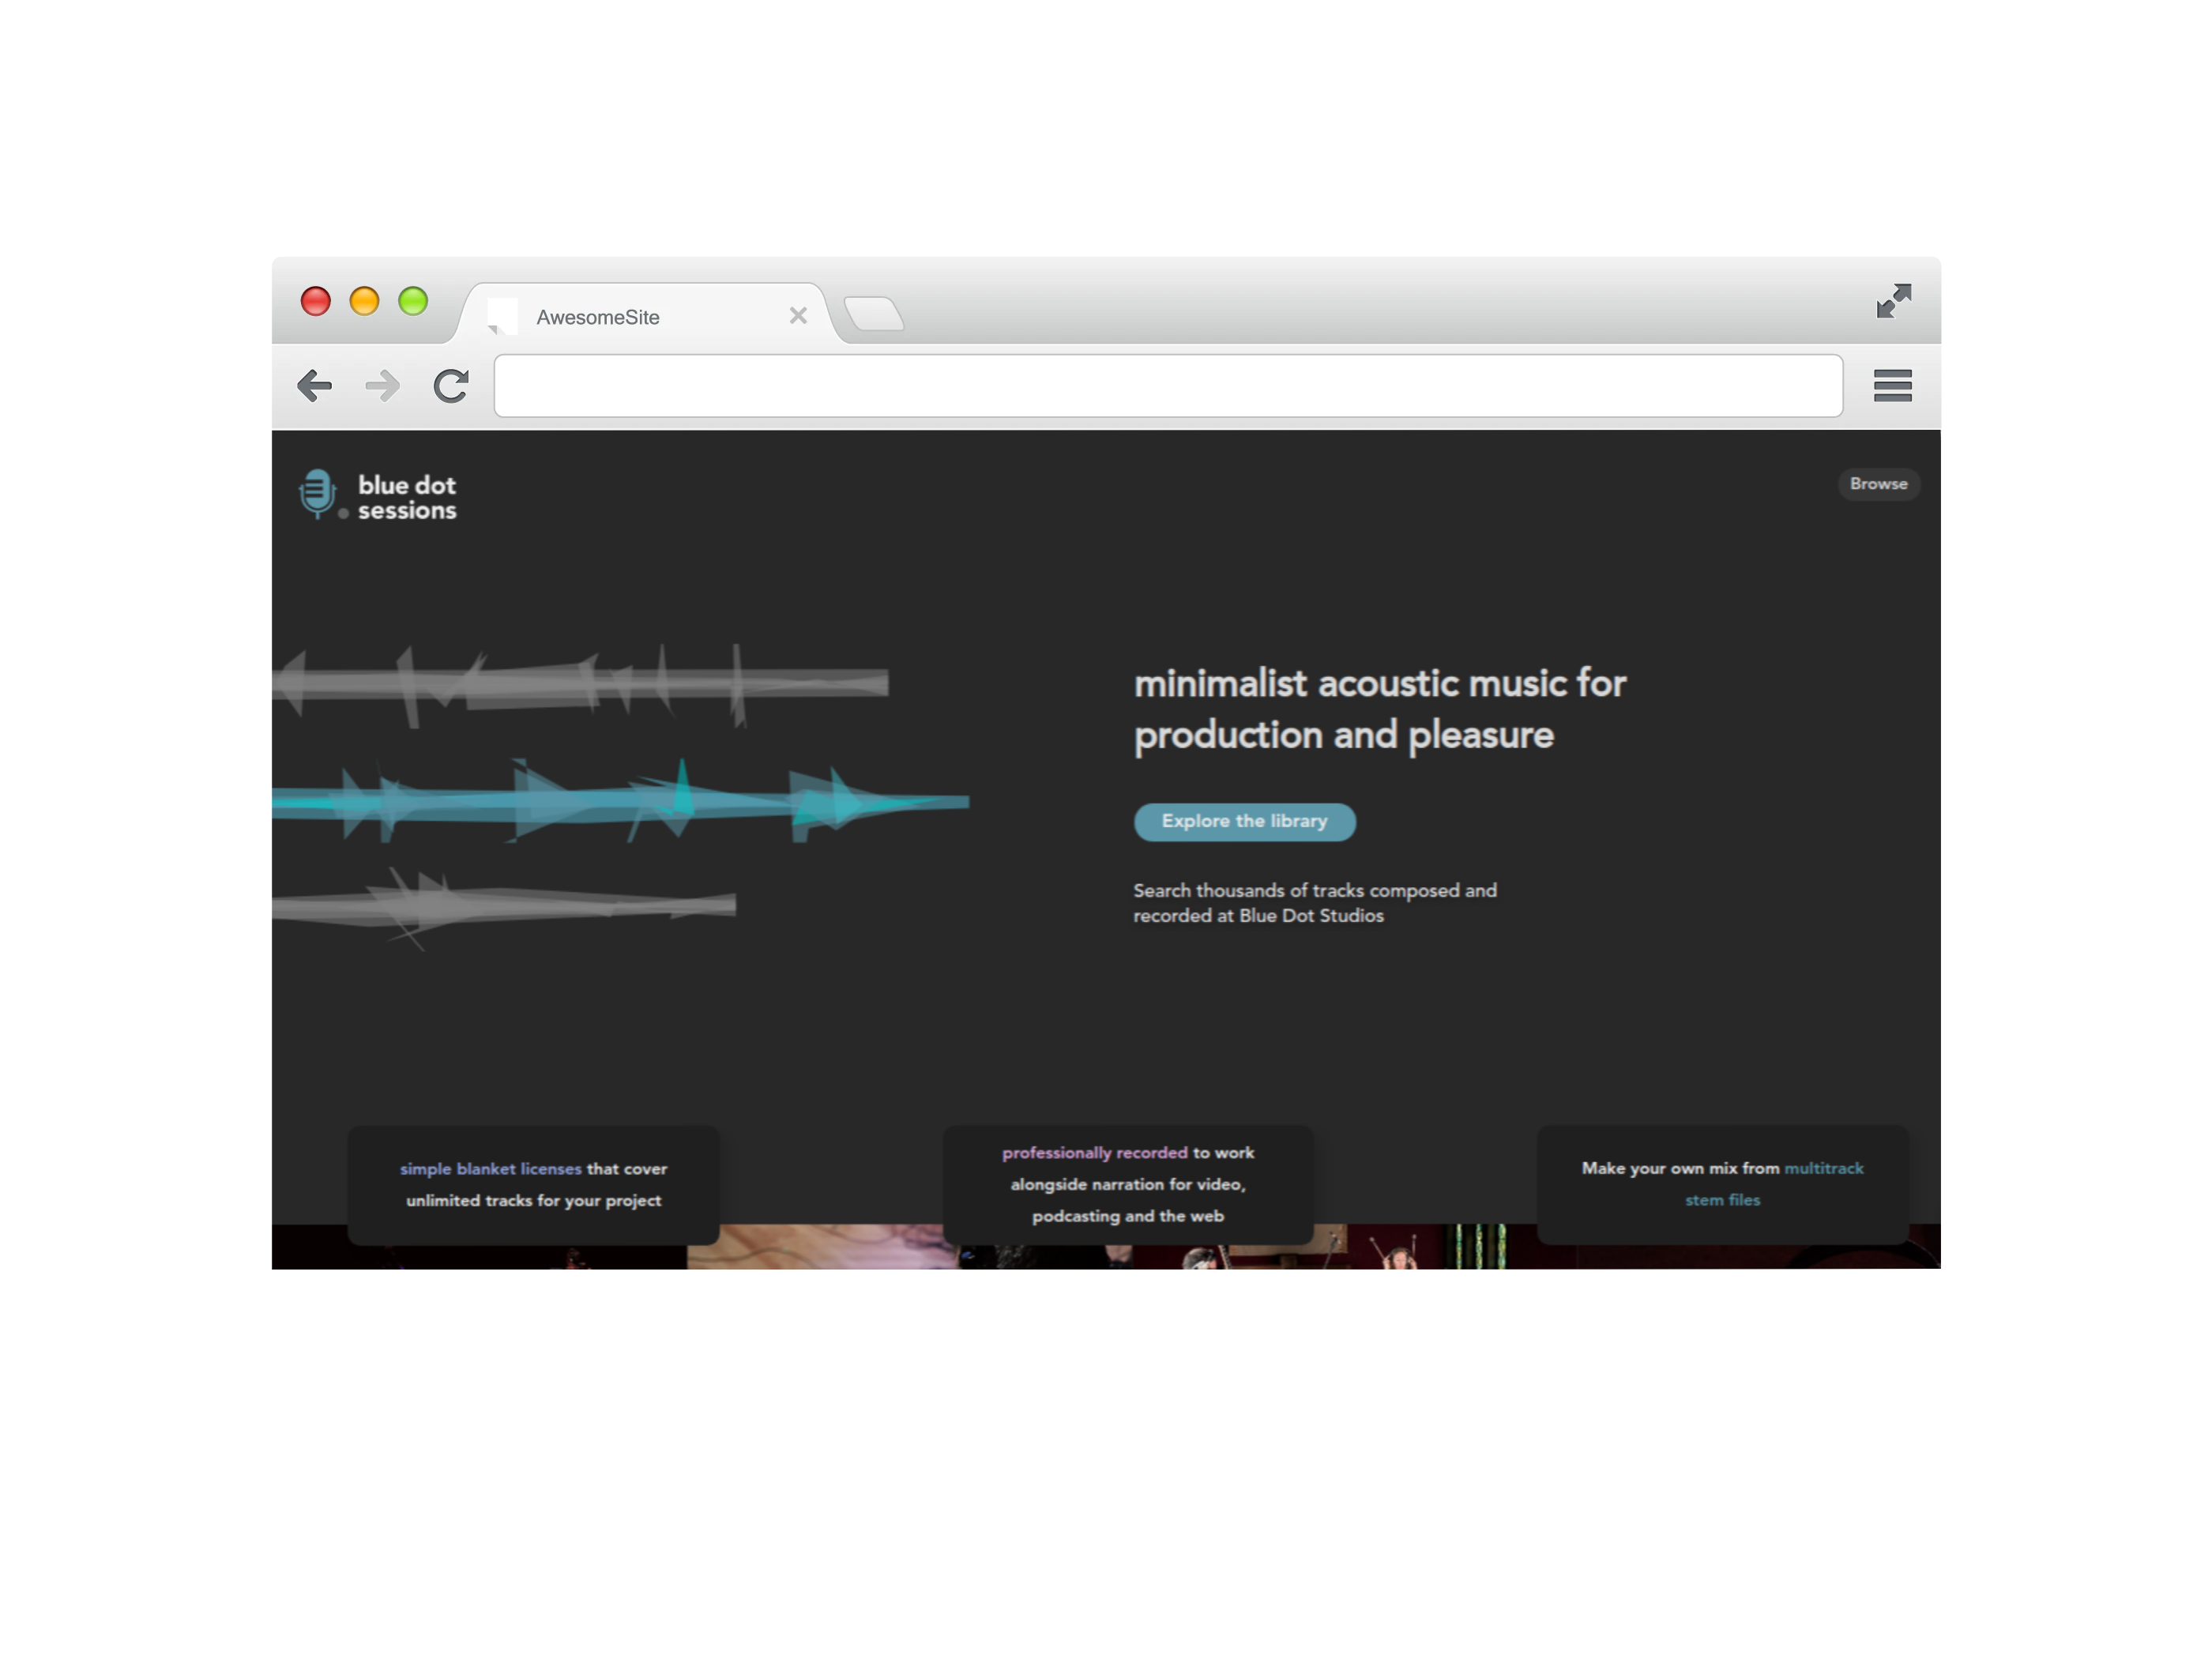 AwesomeSite
blue dot
sessions
Browse
minimalist acoustic music for
production and pleasure
Explore the library
Search thousands of tracks composed and
recorded at Blue Dot Studios
simple blanket licenses that cover
unlimited tracks for your project
professionally recorded to work
alongside narration for video,
podcasting and the web
Make your own mix from multitrack
stem files